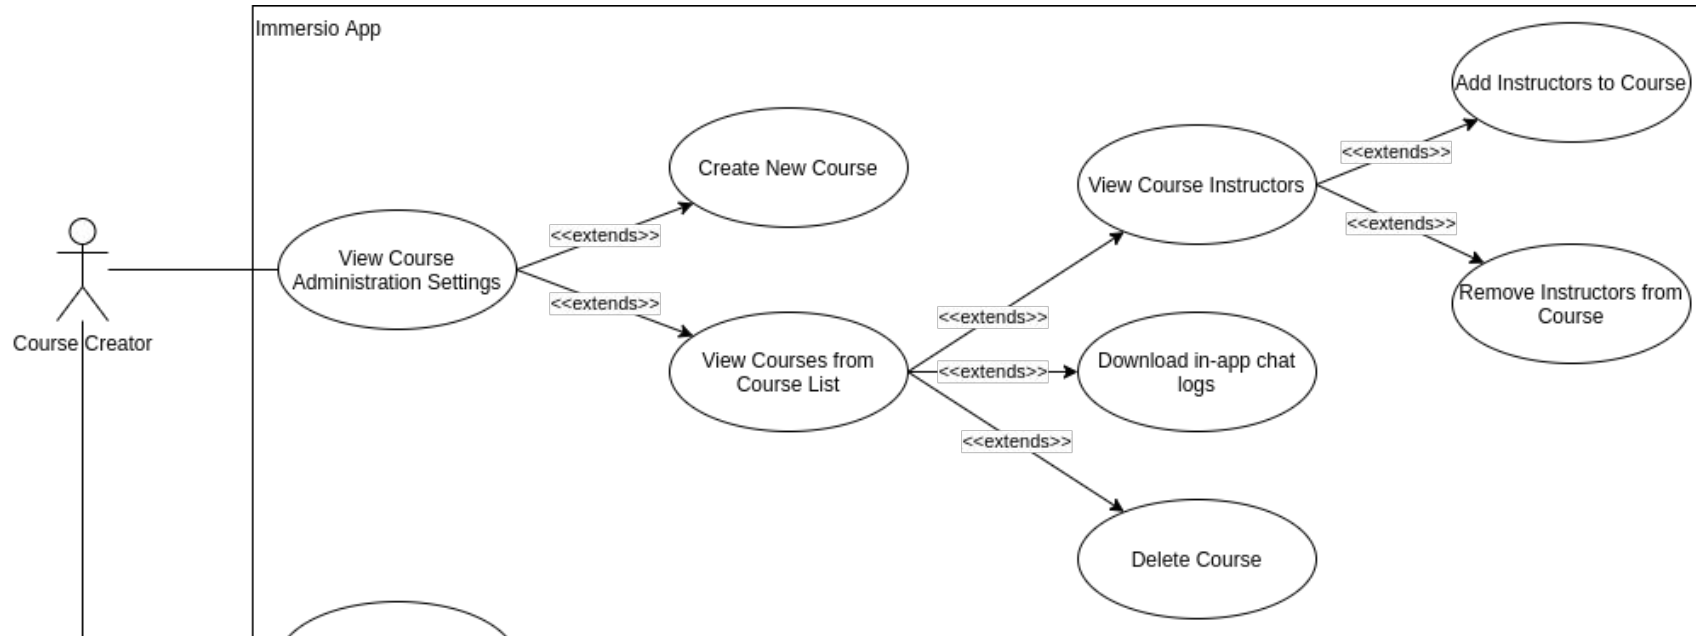 Immersio App
Add Instructors to Course
<<extends>>
Create New Course
View Course Instructors
<<extends>>
<<extends>>
View Course
Administration Settings
<<extends>>
Remove Instructors from
Course
<<extends>>
Course Creator
View Courses from
Course List
<<extends>>
Download in-app chat
logs
<<extends>>
Delete Course